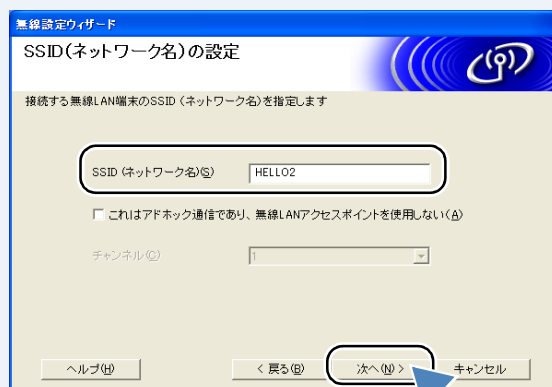 無線設定ウィザード
SSID(ネットワーク名)の設定
接続する無線LAN端末のSSID (ネットワーク名)を指定します
SSID (ネットワーク名)(S) HELLO2
これはアドホック通信であり、無線LANアクセスポイントを使用しない(A)
チャンネル(C) 1
ヘルプ(H) < 戻る(B) 次へ(N) > キャンセル